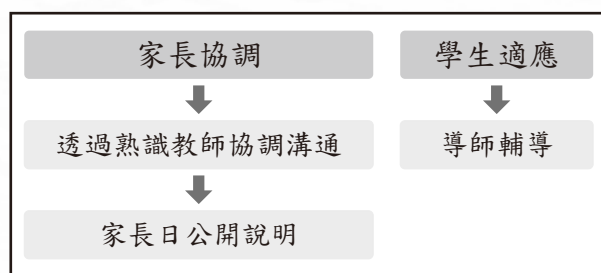 家長協調
透過熟識教師協調溝通
家長日公開說明
學生適應
導師輔導